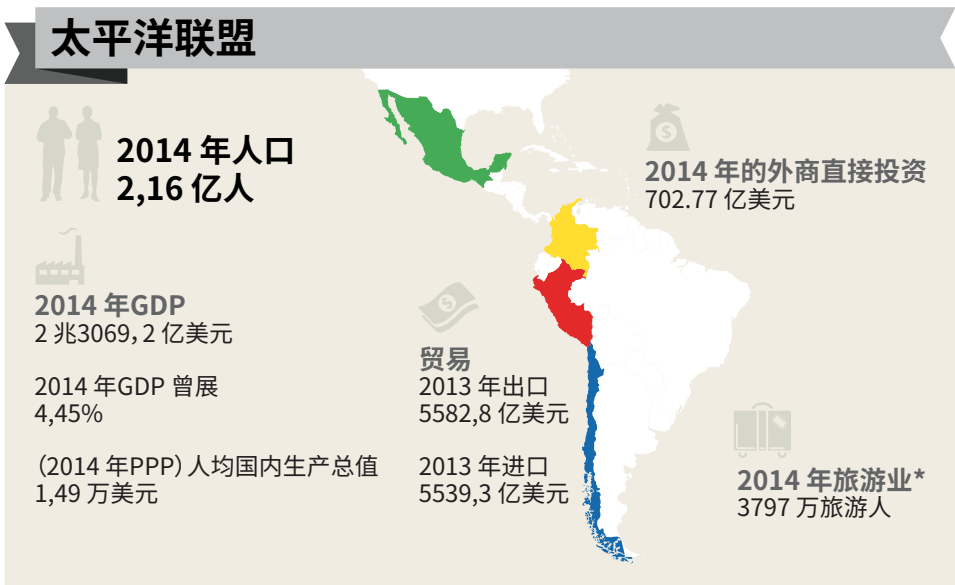 太平洋联盟
2014 年人口
2,16 亿人
2014 年GDP
2 兆3069, 2 亿美元
2014 年GDP 曾展
4,45%
（2014 年PPP）人均国内生产总值
1,49 万美元
贸易
2013 年出口
5582,8 亿美元
2013 年进口
5539,3 亿美元
2014 年的外商直接投资
702.77 亿美元
2014 年旅游业*
3797 万旅游人